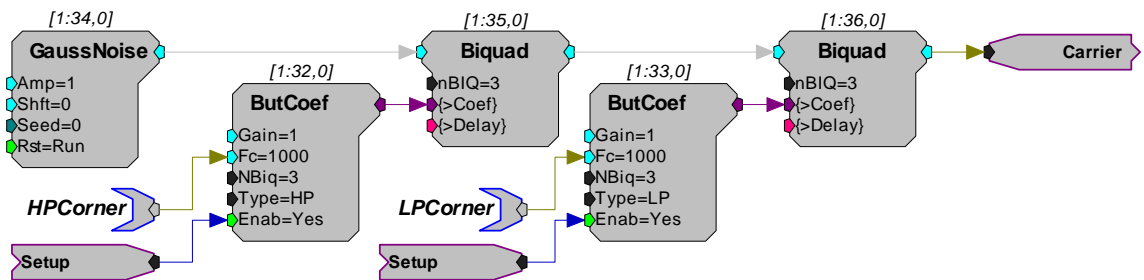 [1:34,0]
GaussNoise
Amp=1
Shft=0
Seed=0
Rst=Run
[1:32,0]
ButCoef
Gain=1
Fc=1000
NBiq=3
Type=HP
Enab=Yes
HPCorner
Setup
[1:35,0]
Biquad
nBIQ=3
{>Coef}
{>Delay}
[1:33,0]
ButCoef
Gain=1
Fc=1000
NBiq=3
Type=LP
Enab=Yes
LPCorner
Setup
[1:36,0]
Biquad
nBIQ=3
{>Coef}
{>Delay}
Carrier